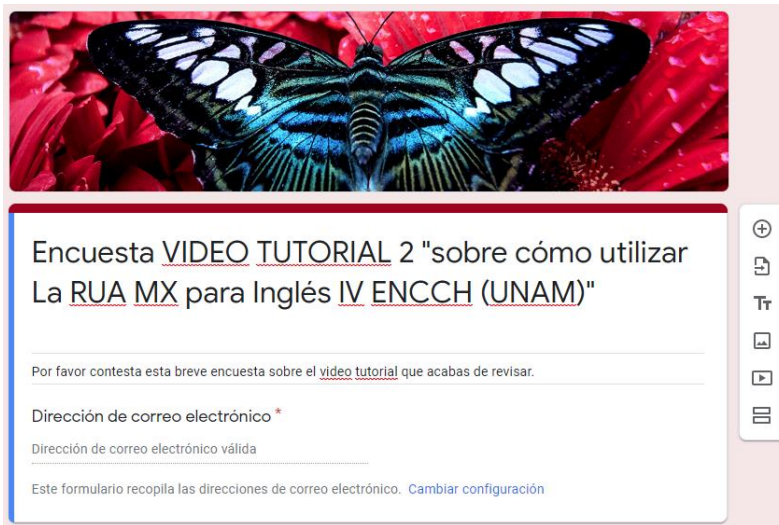 Encuesta VIDEO TUTORIAL 2 "sobre cómo utilizar
La RUA MX para Inglés IV ENCCH (UNAM)"
Por favor contesta esta breve encuesta sobre el video tutorial que acabas de revisar.
Dirección de correo electrónico *
Dirección de correo electrónico válida
Este formulario recopila las direcciones de correo electrónico. Cambiar configuración
Tт